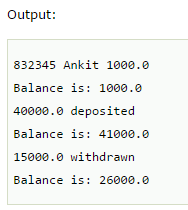 Output:
832345 Ankit 1000.0
Balance is: 1000.0
40000.0 deposited
Balance is: 41000.0
15000.0 withdrawn
Balance is: 26000.0